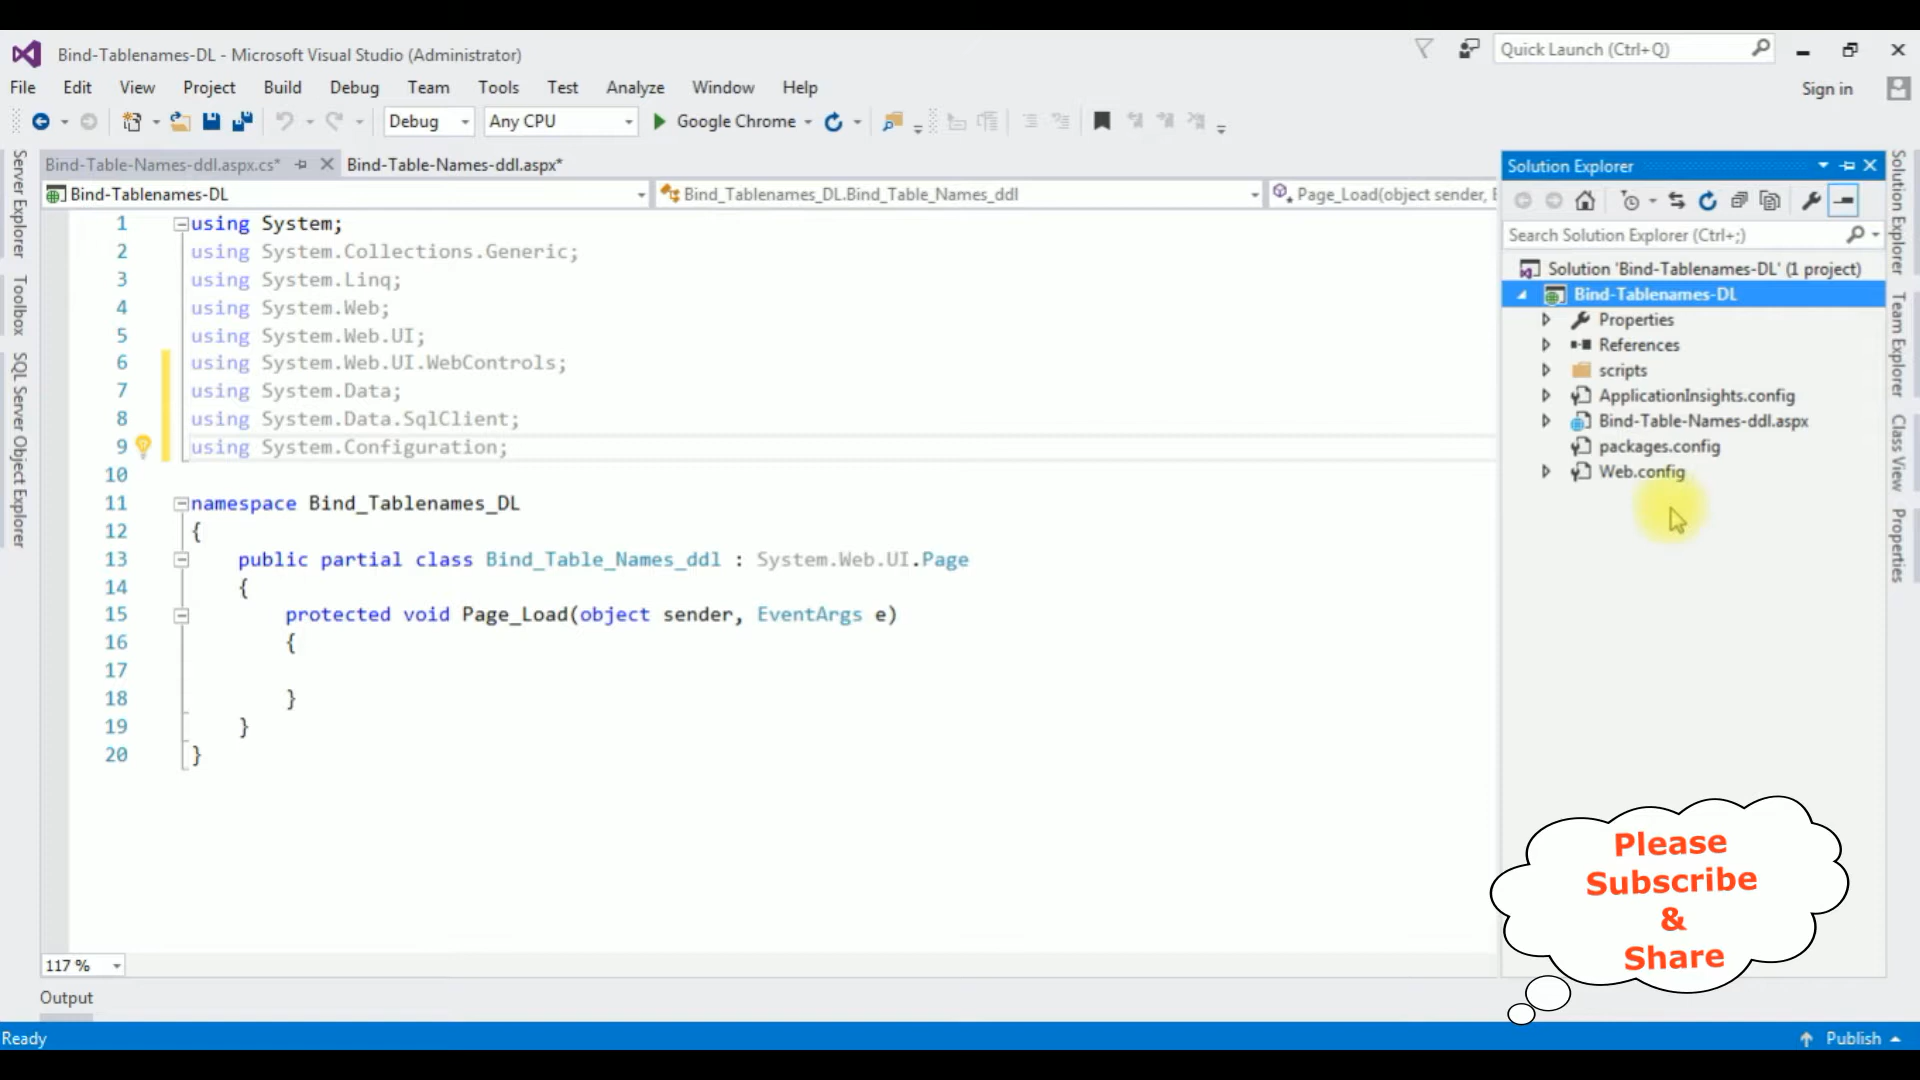 Bind-Tablenames-DL - Microsoft Visual Studio (Administrator)
Quick Launch (Ctrl+Q)
File Edit View Project Build Debug Team Tools Test Analyze Window Help
Sign in
Debug Any CPU Google Chrome
Bind-Table-Names-ddl.aspx.cs* Bind-Table-Names-ddl.aspx*
Bind-Tablenames-DL Bind_Tablenames_DL.Bind_Table_Names_ddl Page_Load(object sender, E
1 using System;
2 using System.Collections.Generic;
3 using System.Linq;
4 using System.Web;
5 using System.Web.UI;
6 using System.Web.UI.WebControls;
7 using System.Data;
8 using System.Data.SqlClient;
9 using System.Configuration;
10
11 namespace Bind_Tablenames_DL
12 {
13 public partial class Bind_Table_Names_ddl : System.Web.UI.Page
14 {
15 protected void Page_Load(object sender, EventArgs e)
16 {
17
18 }
19 }
20 }
117 %
Output
Ready
Publish
Server Explorer
Toolbox
SQL Server Object Explorer
Solution Explorer
Search Solution Explorer (Ctrl+;)
Solution 'Bind-Tablenames-DL' (1 project)
Bind-Tablenames-DL
Properties
References
scripts
ApplicationInsights.config
Bind-Table-Names-ddl.aspx
packages.config
Web.config
Solution Explorer
Team Explorer
Class View
Properties
Please
Subscribe
&
Share